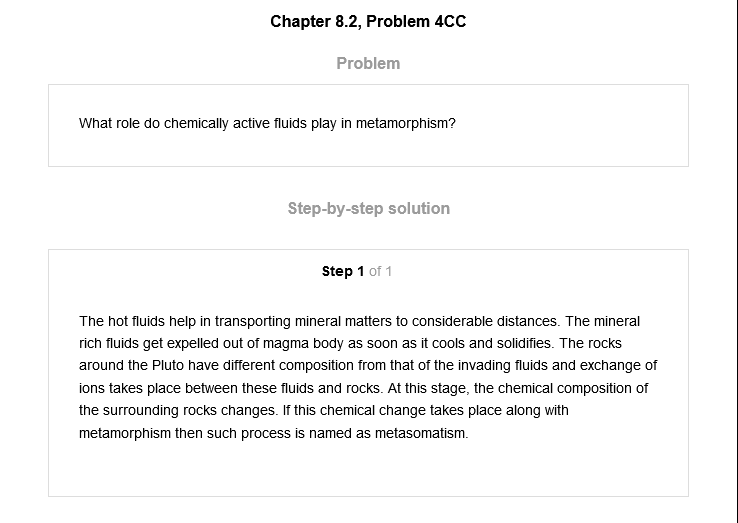 Chapter 8.2, Problem 4CC
Problem
What role do chemically active fluids play in metamorphism?
Step-by-step solution
Step 1 of 1
The hot fluids help in transporting mineral matters to considerable distances. The mineral
rich fluids get expelled out of magma body as soon as it cools and solidifies. The rocks
around the Pluto have different composition from that of the invading fluids and exchange of
ions takes place between these fluids and rocks. At this stage, the chemical composition of
the surrounding rocks changes. If this chemical change takes place along with
metamorphism then such process is named as metasomatism.